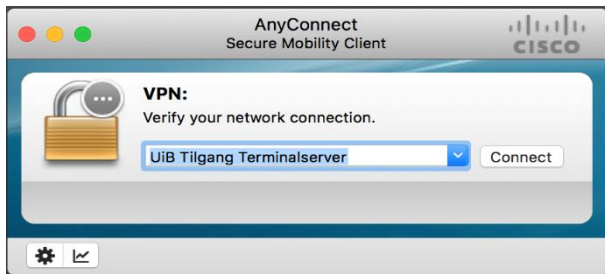 AnyConnect
Secure Mobility Client
CISCO
VPN:
Verify your network connection.
UiB Tilgang Terminalserver
Connect